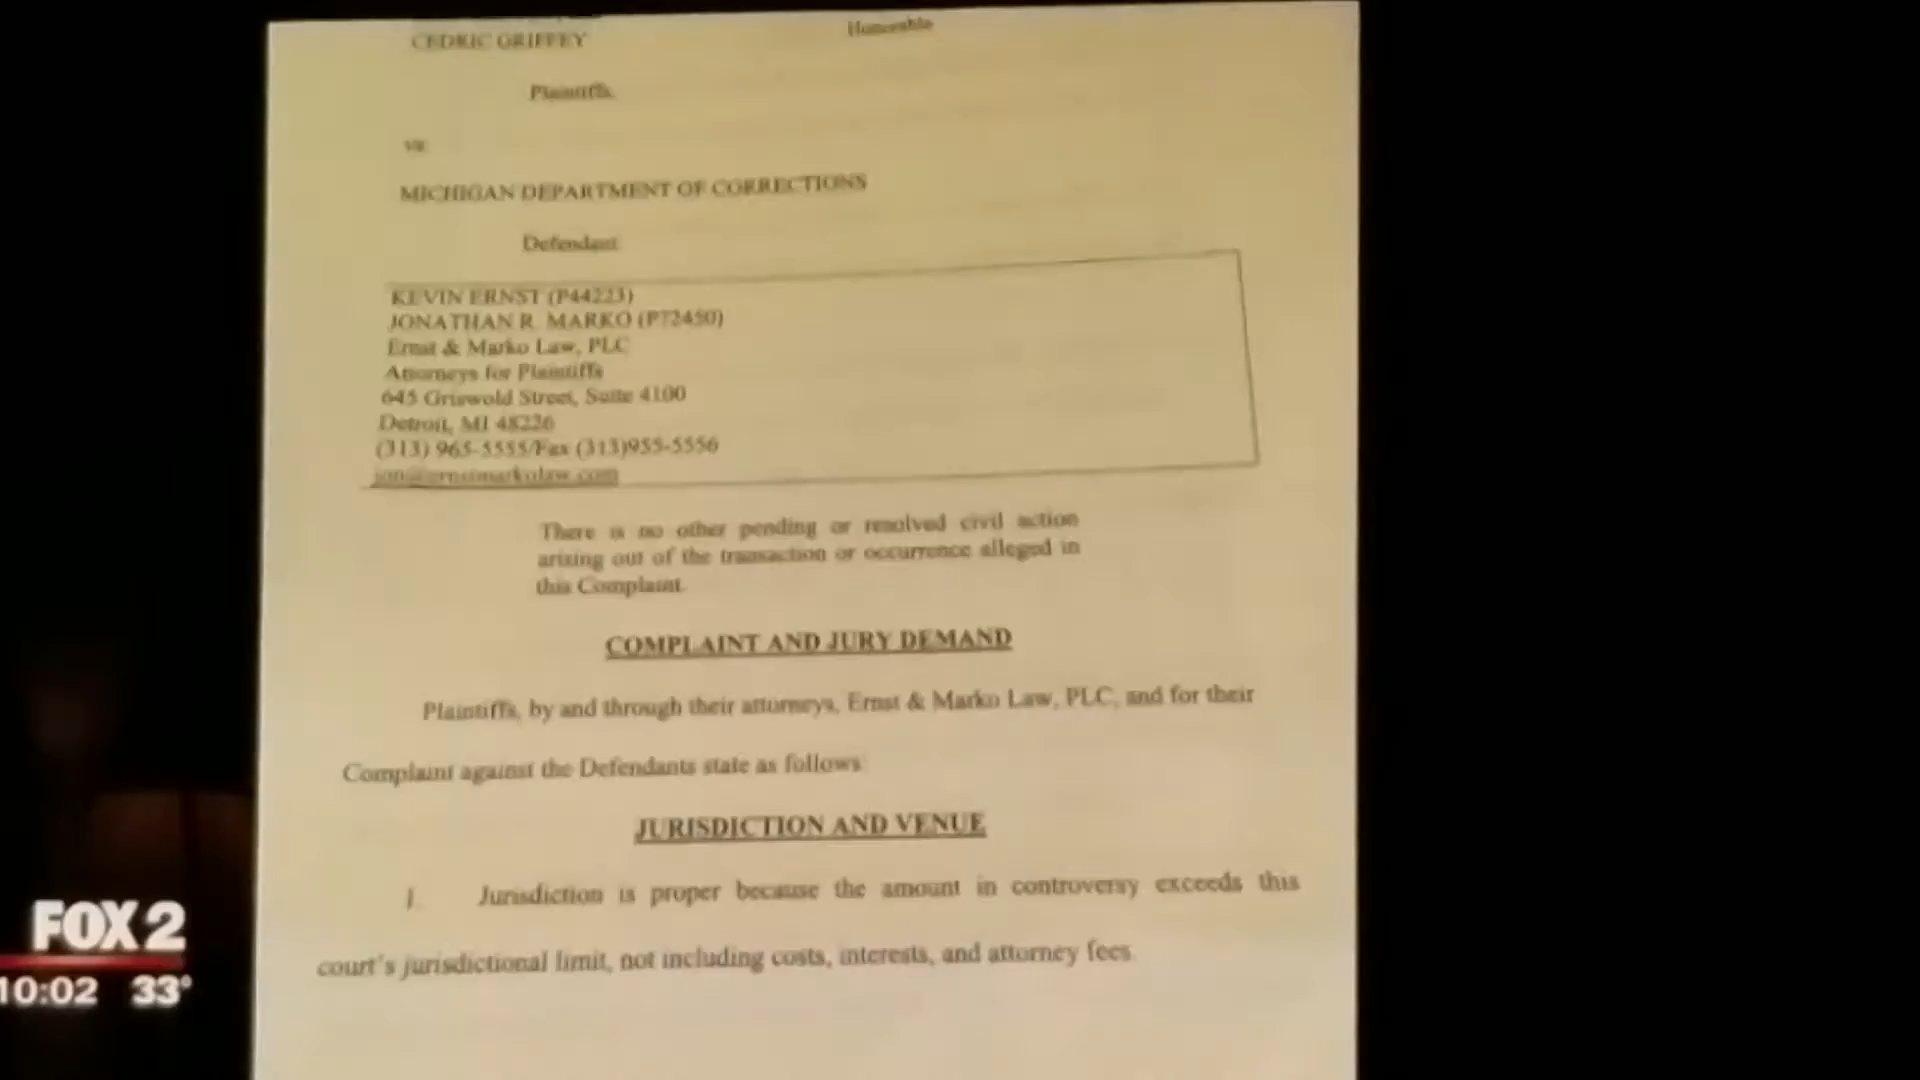 CEDRIC GRIFFEY
Honorable
Plaintiffs,
vs
MICHIGAN DEPARTMENT OF CORRECTIONS
Defendant
KEVIN ERNST (P44223)
JONATHAN R. MARKO (P72450)
Ernst & Marko Law, PLC
Attorneys for Plaintiffs
645 Griswold Street, Suite 4100
Detroit, MI 48226
(313) 965-5555/Fax (313)955-5556
jon@ernstmarkolaw.com
There is no other pending or resolved civil action
arising out of the transaction or occurrence alleged in
this Complaint.
COMPLAINT AND JURY DEMAND
Plaintiffs, by and through their attorneys, Ernst & Marko Law, PLC, and for their
Complaint against the Defendants state as follows:
JURISDICTION AND VENUE
1. Jurisdiction is proper because the amount in controversy exceeds this
court's jurisdictional limit, not including costs, interests, and attorney fees.
FOX 2
10:02 33°